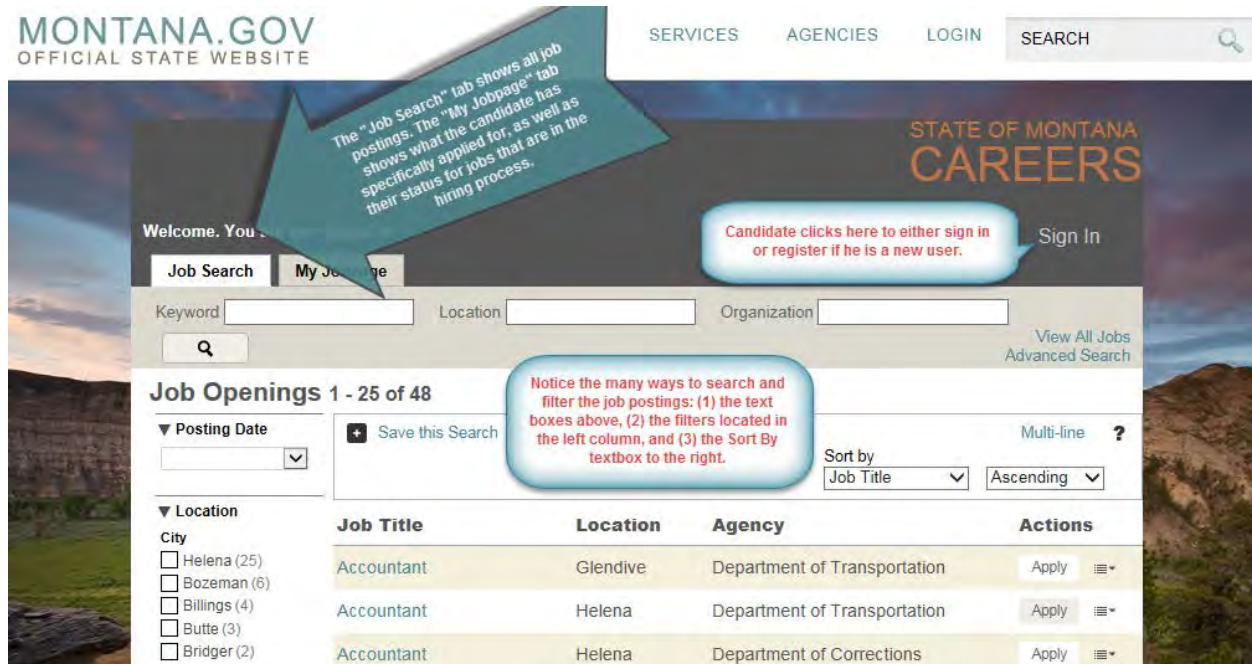 MONTANA.GOV
OFFICIAL STATE WEBSITE
SERVICES AGENCIES LOGIN SEARCH
The "Job Search" tab shows all job
postings. The "My Jobpage" tab
shows what the candidate has
specifically applied for, as well as
their status for jobs that are in the
hiring process.
STATE OF MONTANA
CAREERS
Welcome. You
Candidate clicks here to either sign in
or register if he is a new user.
Sign In
Job Search My
Keyword Location Organization
View All Jobs
Advanced Search
Job Openings 1 - 25 of 48
Notice the many ways to search and
filter the job postings: (1) the text
boxes above, (2) the filters located in
the left column, and (3) the Sort By
textbox to the right.
▼ Posting Date
+ Save this Search
Multi-line ?
Sort by
Job Title Ascending
▼ Location
City
Helena (25)
Bozeman (6)
Billings (4)
Butte (3)
Bridger (2)
Job Title Location Agency Actions
Accountant Glendive Department of Transportation Apply
Accountant Helena Department of Transportation Apply
Accountant Helena Department of Corrections Apply